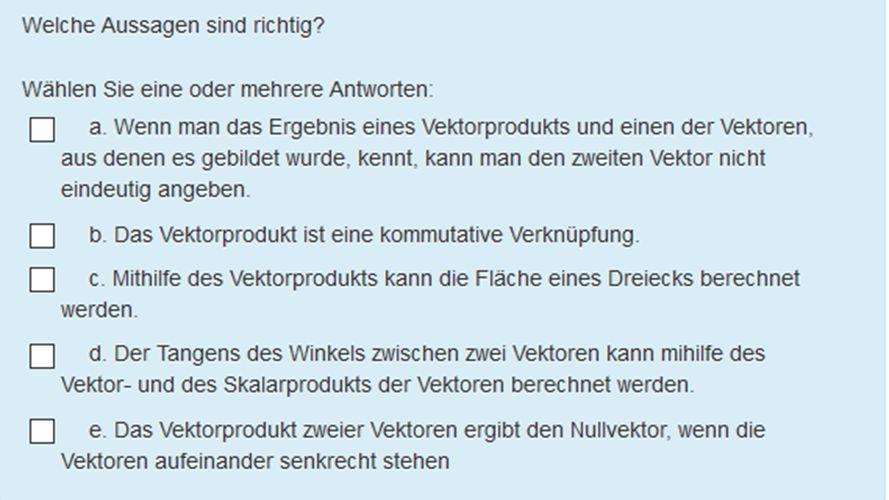 Welche Aussagen sind richtig?
Wählen Sie eine oder mehrere Antworten:
a. Wenn man das Ergebnis eines Vektorprodukts und einen der Vektoren,
aus denen es gebildet wurde, kennt, kann man den zweiten Vektor nicht
eindeutig angeben.
b. Das Vektorprodukt ist eine kommutative Verknüpfung.
c. Mithilfe des Vektorprodukts kann die Fläche eines Dreiecks berechnet
werden.
d. Der Tangens des Winkels zwischen zwei Vektoren kann mihilfe des
Vektor- und des Skalarprodukts der Vektoren berechnet werden.
e. Das Vektorprodukt zweier Vektoren ergibt den Nullvektor, wenn die
Vektoren aufeinander senkrecht stehen